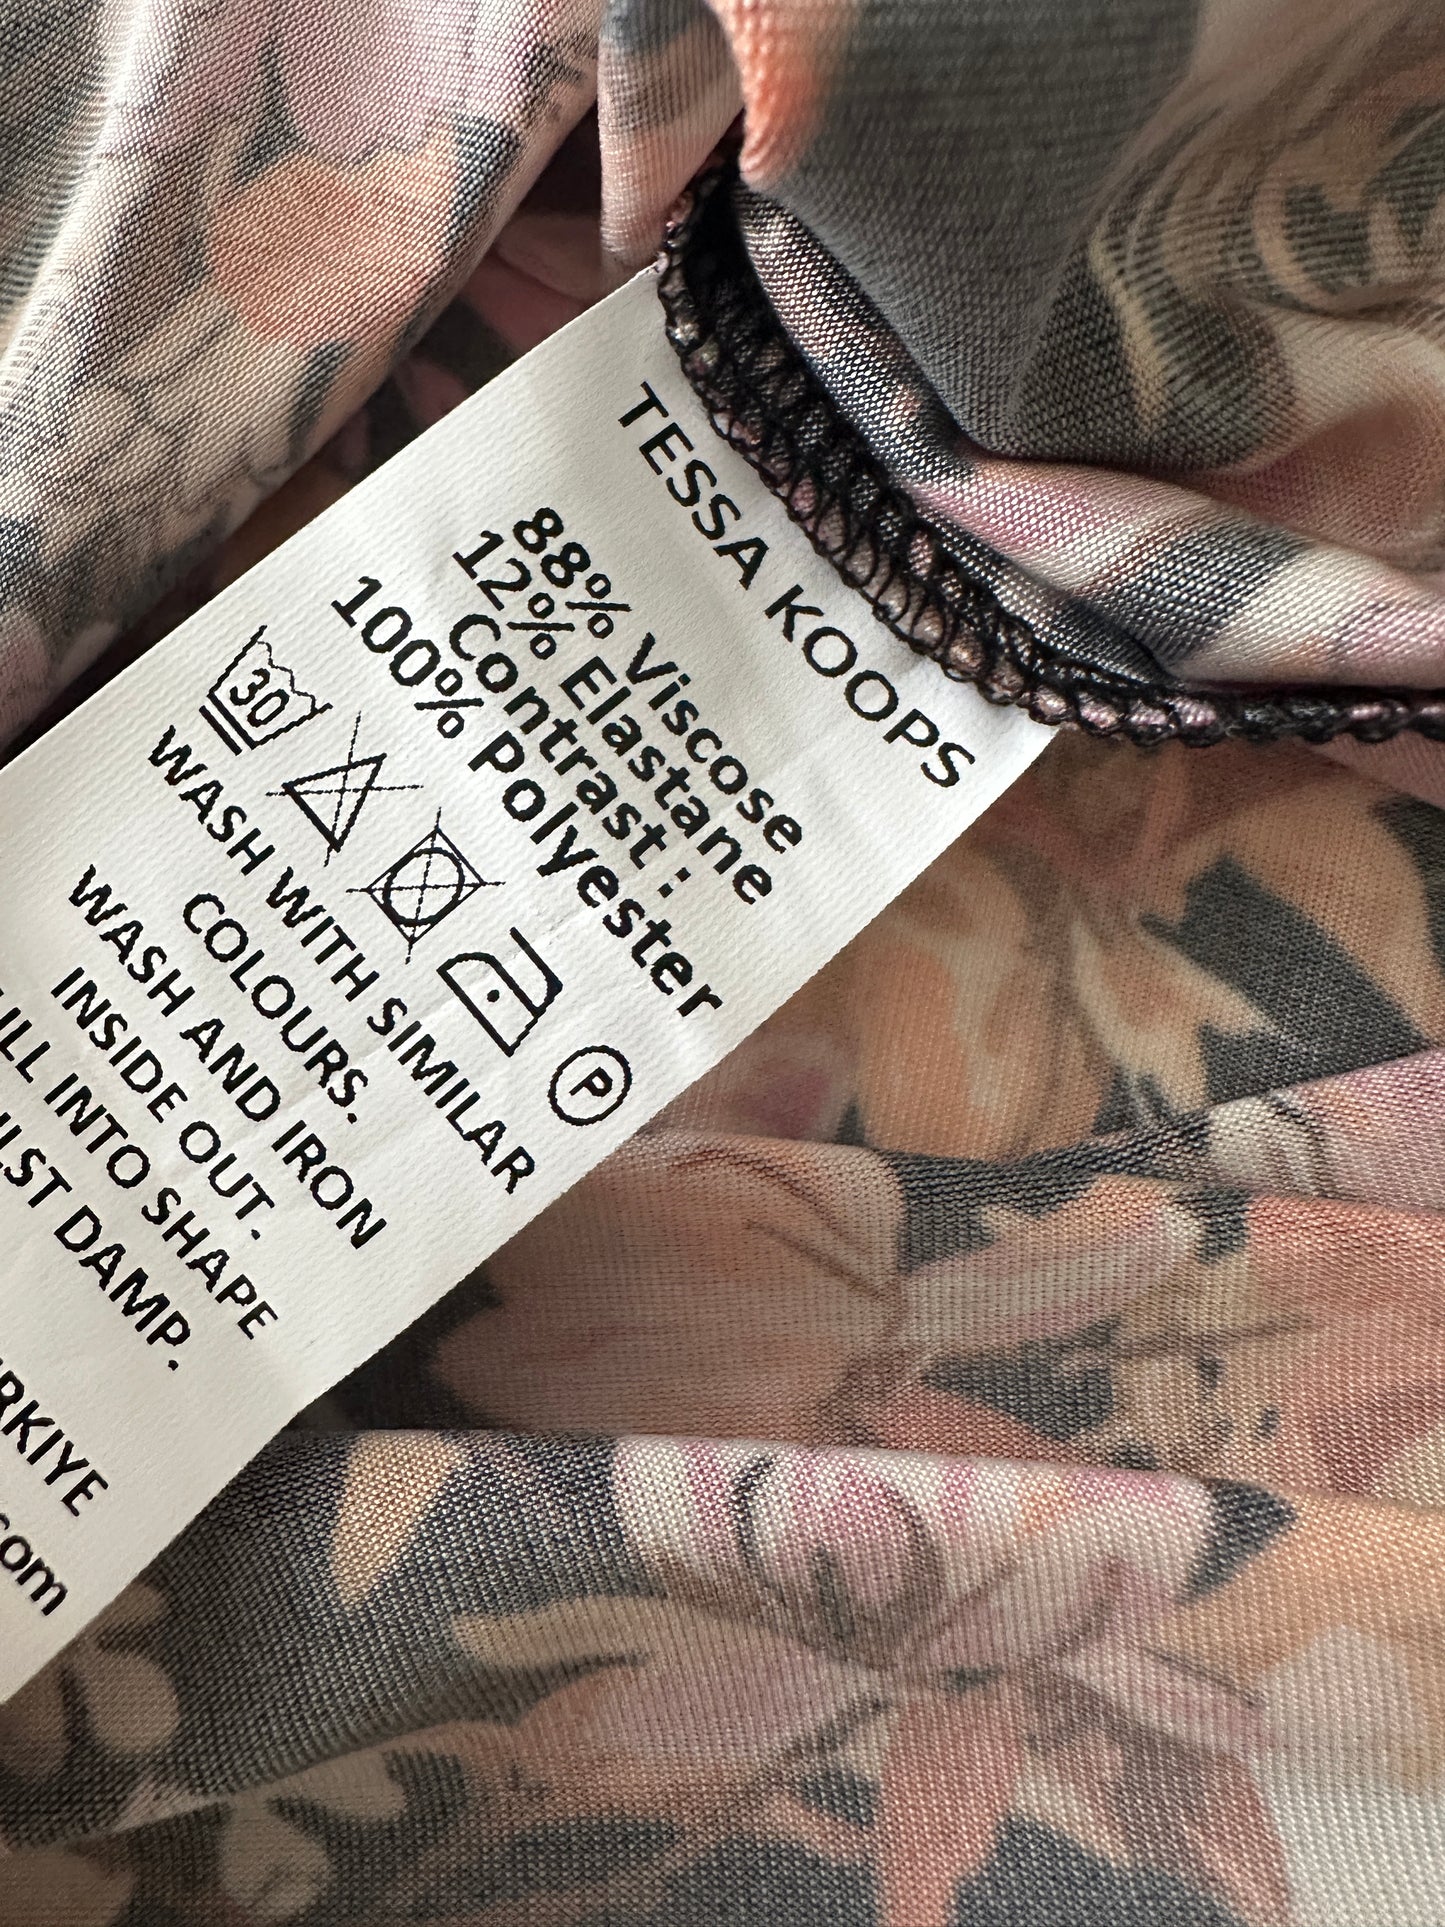 TESSA KOOPS
88% Viscose
12% Elastane
Contrast :
100% Polyester
30
P
WASH WITH SIMILAR
COLOURS.
WASH AND IRON
INSIDE OUT.
INTO SHAPE
DAMP.